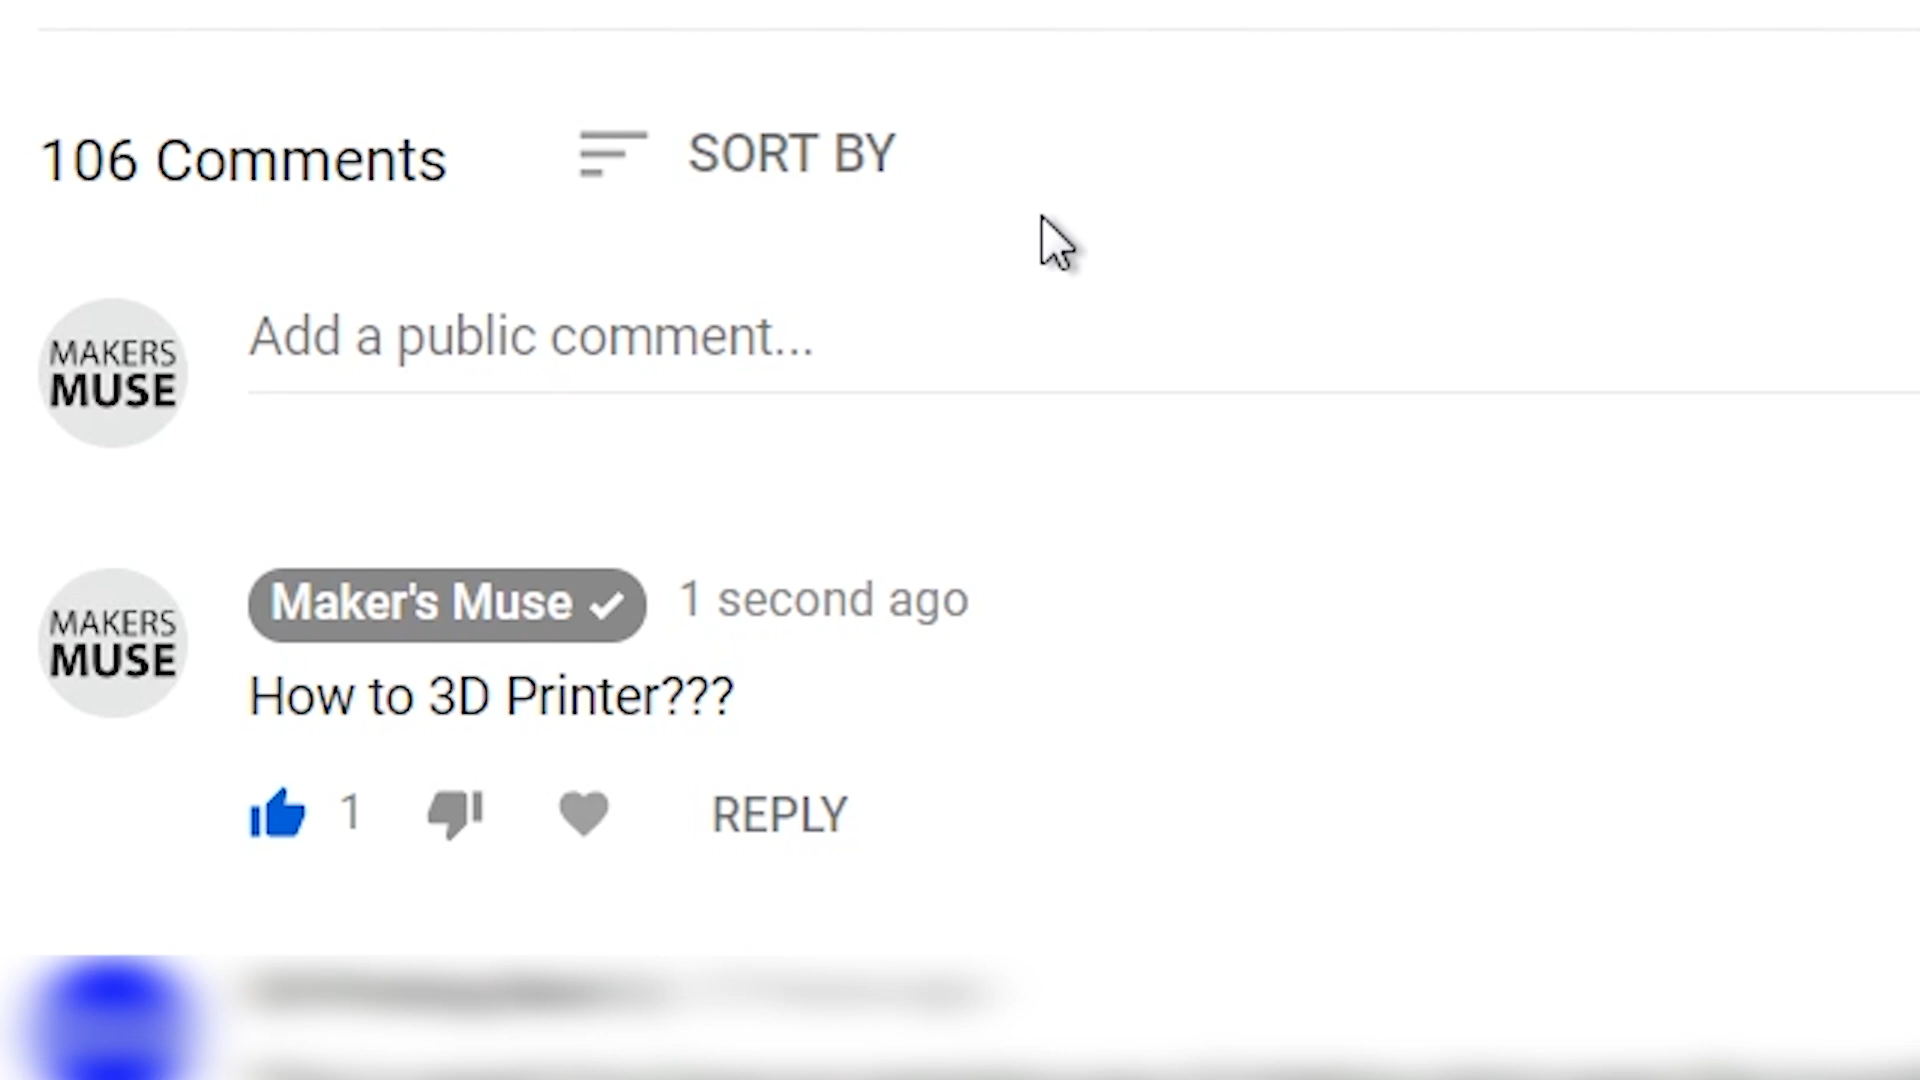 106 Comments
SORT BY
MAKERS
MUSE
Add a public comment...
MAKERS
MUSE
Maker's Muse
1 second ago
How to 3D Printer???
1
REPLY